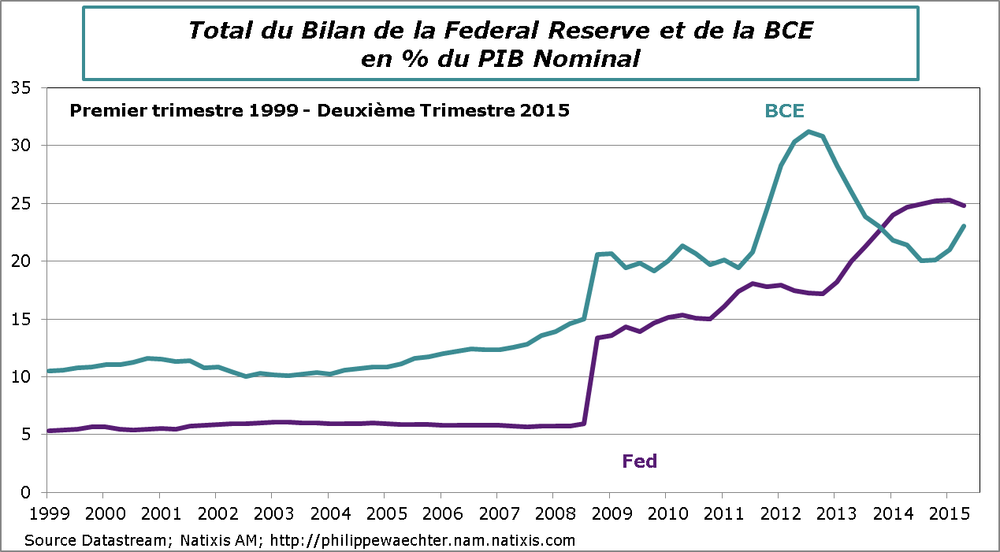 Total du Bilan de la Federal Reserve et de la BCE
en % du PIB Nominal
35
Premier trimestre 1999 - Deuxième Trimestre 2015
BCE
30
25
20
15
10
5
Fed
0
1999 2000 2001 2002 2003 2004 2005 2006 2007 2008 2009 2010 2011 2012 2013 2014 2015
Source Datastream; Natixis AM; http://philippewaechter.nam.natixis.com